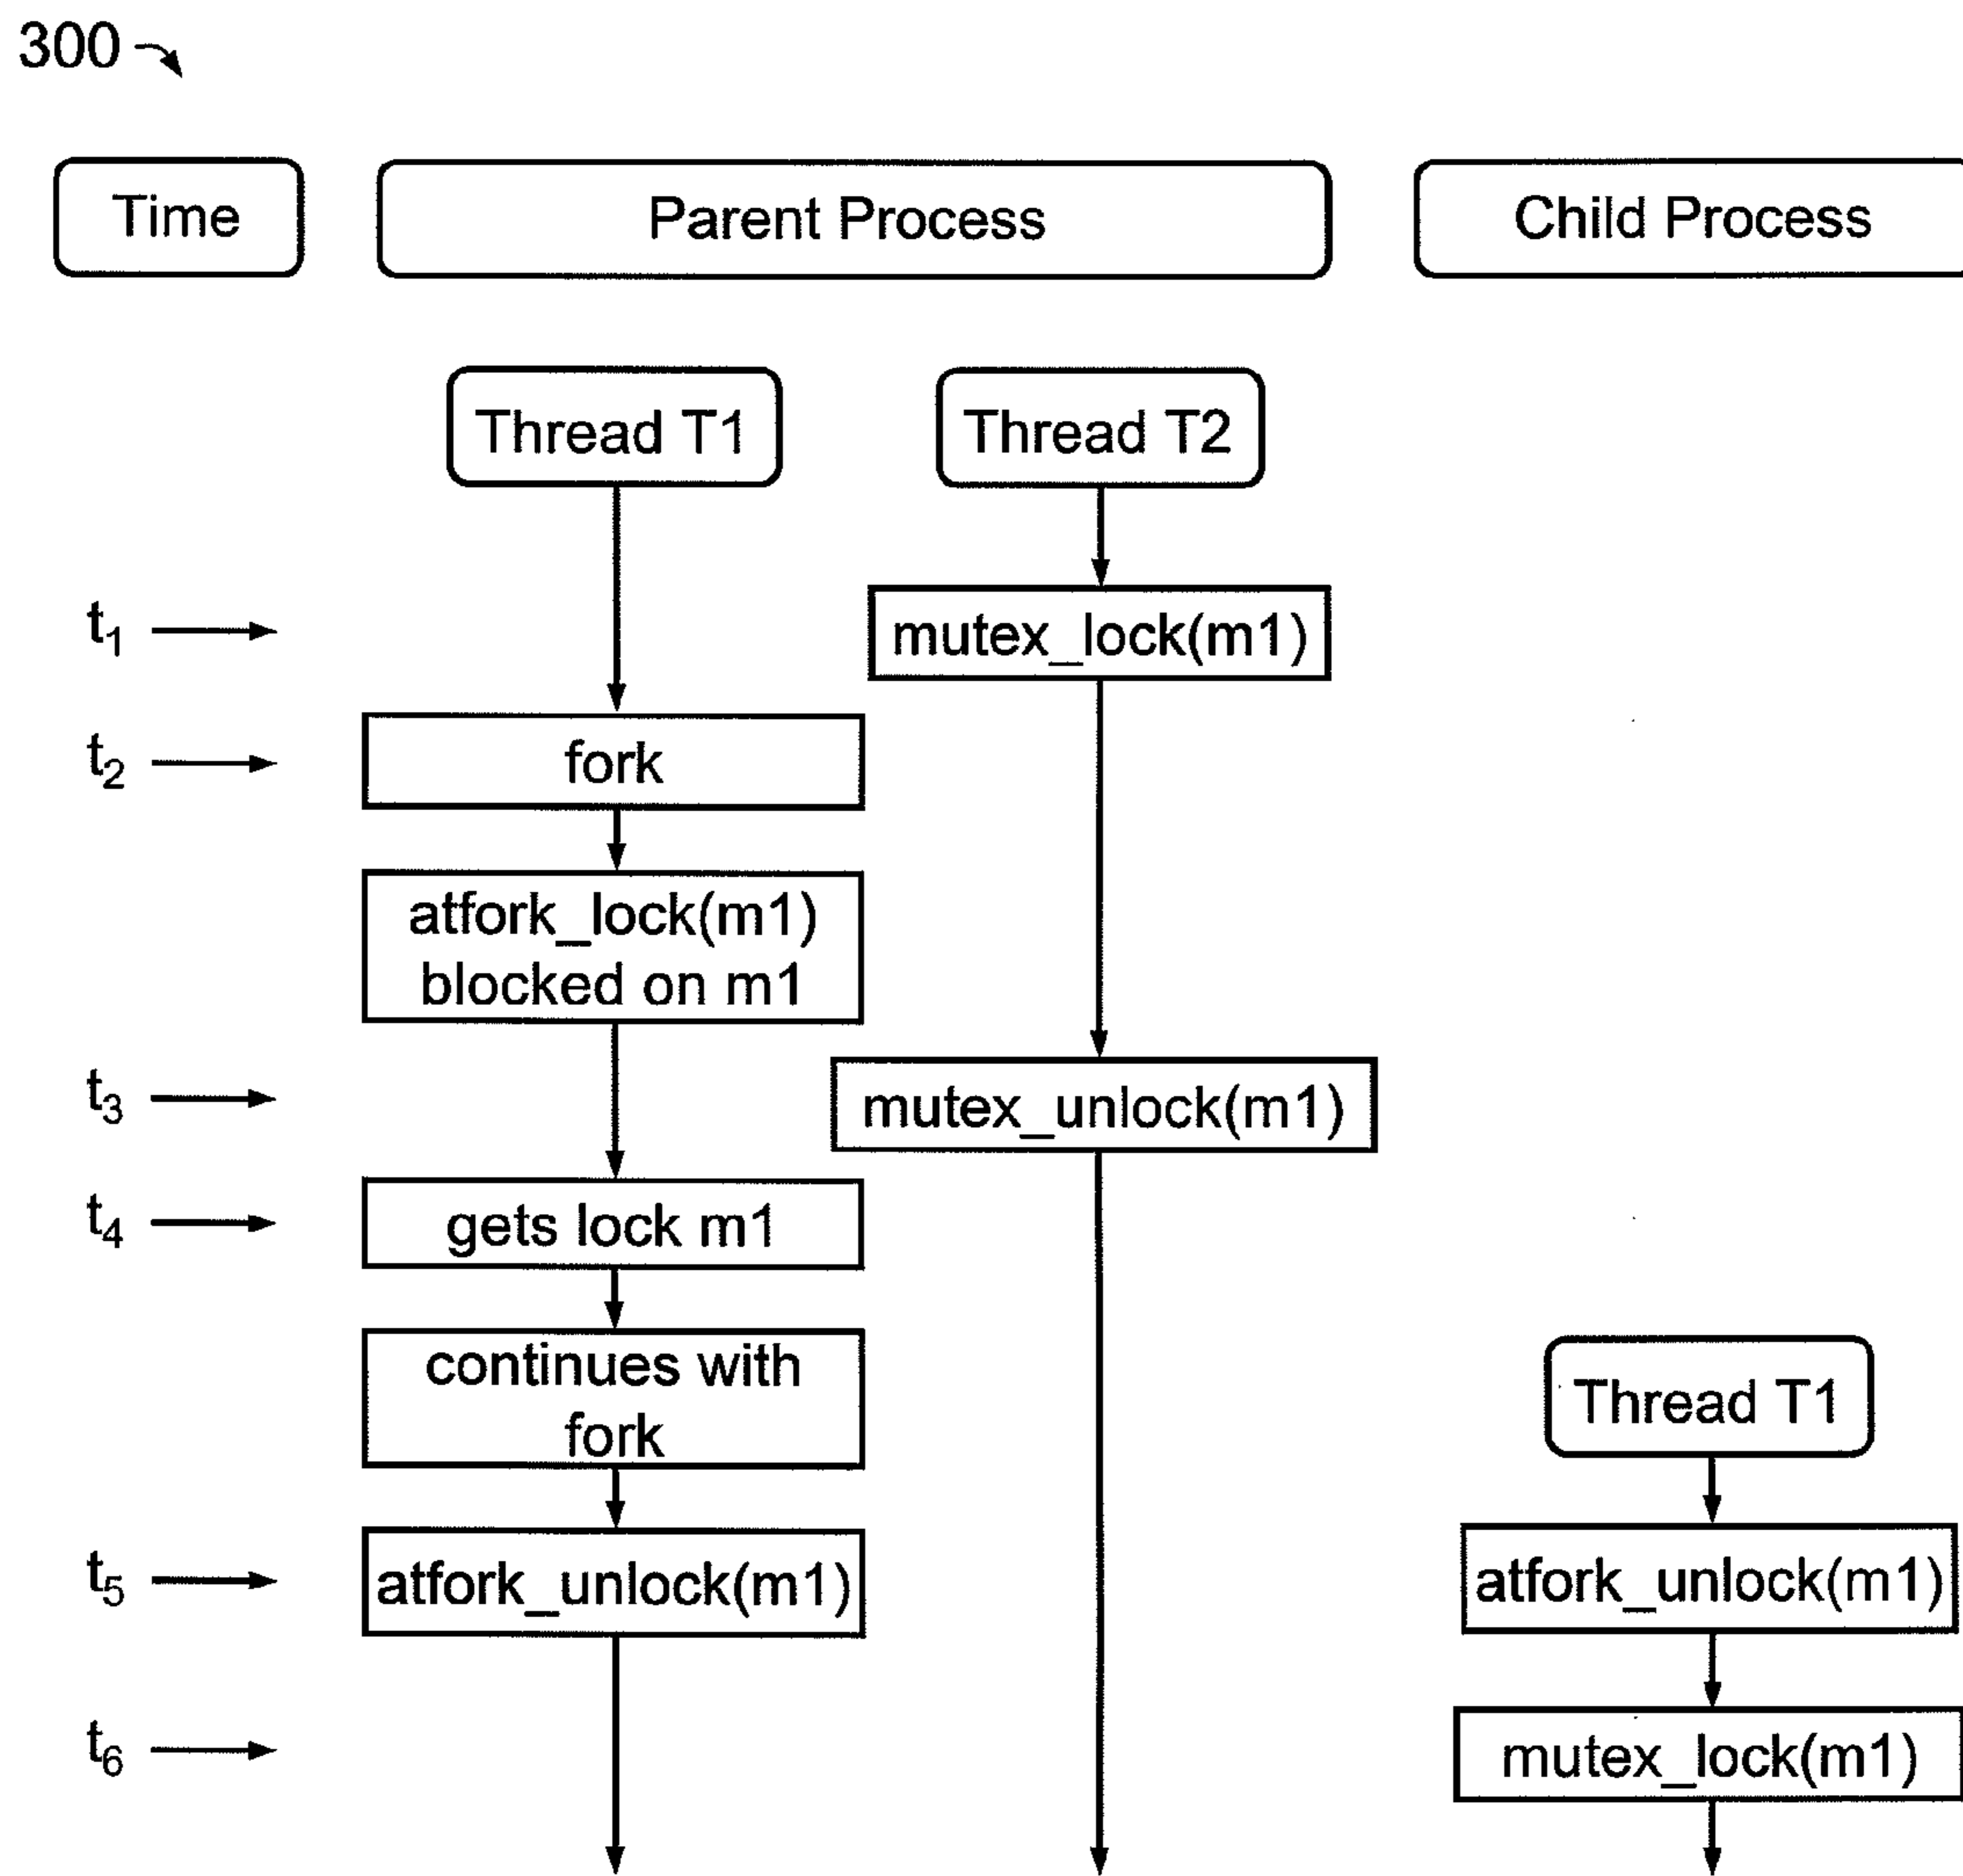 300
Time
Parent Process
Child Process
Thread T1
Thread T2
t1
mutex_lock(m1)
t2
fork
atfork_lock(m1)
blocked on m1
t3
mutex_unlock(m1)
t4
gets lock m1
continues with
fork
Thread T1
t5
atfork_unlock(m1)
atfork_unlock(m1)
t6
mutex_lock(m1)